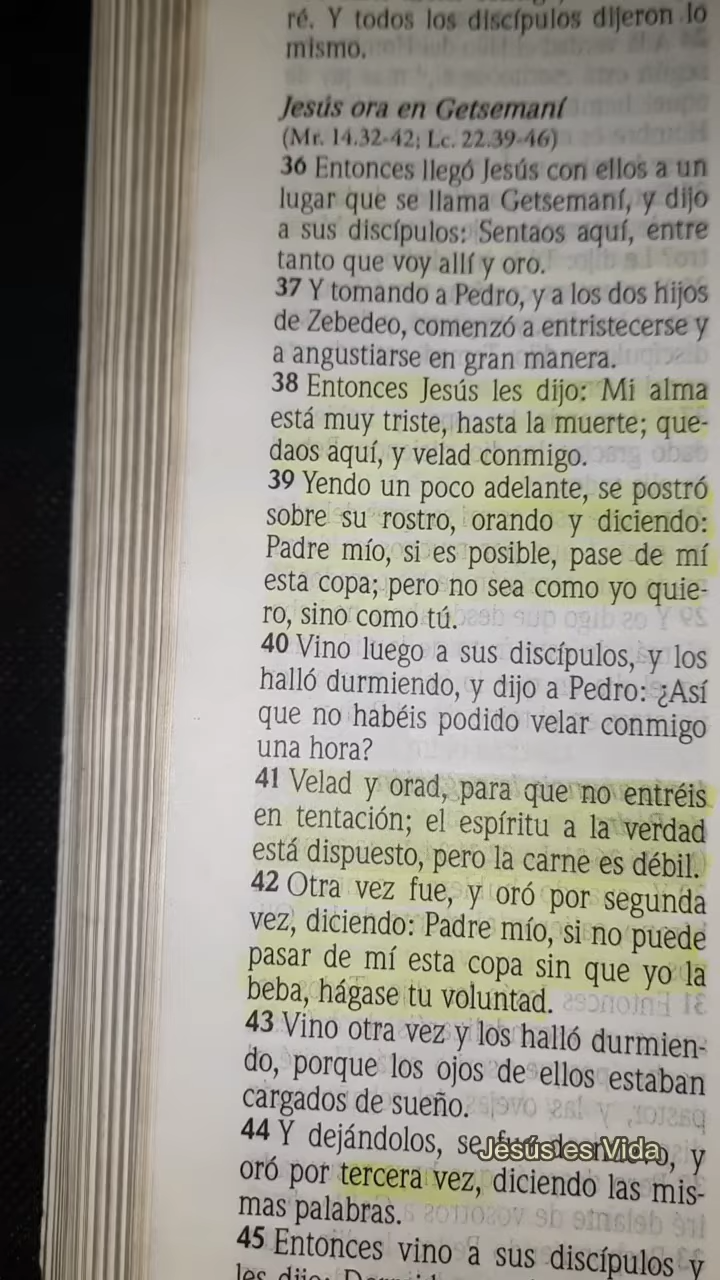 ré. Y todos los discípulos dijeron lo
mismo.
Jesús ora en Getsemaní
(Mr. 14.32-42; Lc. 22.39-46)
36 Entonces llegó Jesús con ellos a un
lugar que se llama Getsemaní, y dijo
a sus discípulos: Sentaos aquí, entre
tanto que voy allí y oro.
37 Y tomando a Pedro, y a los dos hijos
de Zebedeo, comenzó a entristecerse y
a angustiarse en gran manera.
38 Entonces Jesús les dijo: Mi alma
está muy triste, hasta la muerte; que-
daos aquí, y velad conmigo.
39 Yendo un poco adelante, se postró
sobre su rostro, orando y diciendo:
Padre mío, si es posible, pase de mí
esta copa; pero no sea como yo quie-
ro, sino como tú.
40 Vino luego a sus discípulos, y los
halló durmiendo, y dijo a Pedro: ¿Así
que no habéis podido velar conmigo
una hora?
41 Velad y orad, para que no entréis
en tentación; el espíritu a la verdad
está dispuesto, pero la carne es débil.
42 Otra vez fue, y oró por segunda
vez, diciendo: Padre mío, si no puede
pasar de mí esta copa sin que yo la
beba, hágase tu voluntad.
43 Vino otra vez y los halló durmien-
do, porque los ojos de ellos estaban
cargados de sueño.
44 Y dejándolos, se y
Jesús es Vida
oró por tercera vez, diciendo las mis-
mas palabras.
45 Entonces vino a sus discípulos y
les dijo: